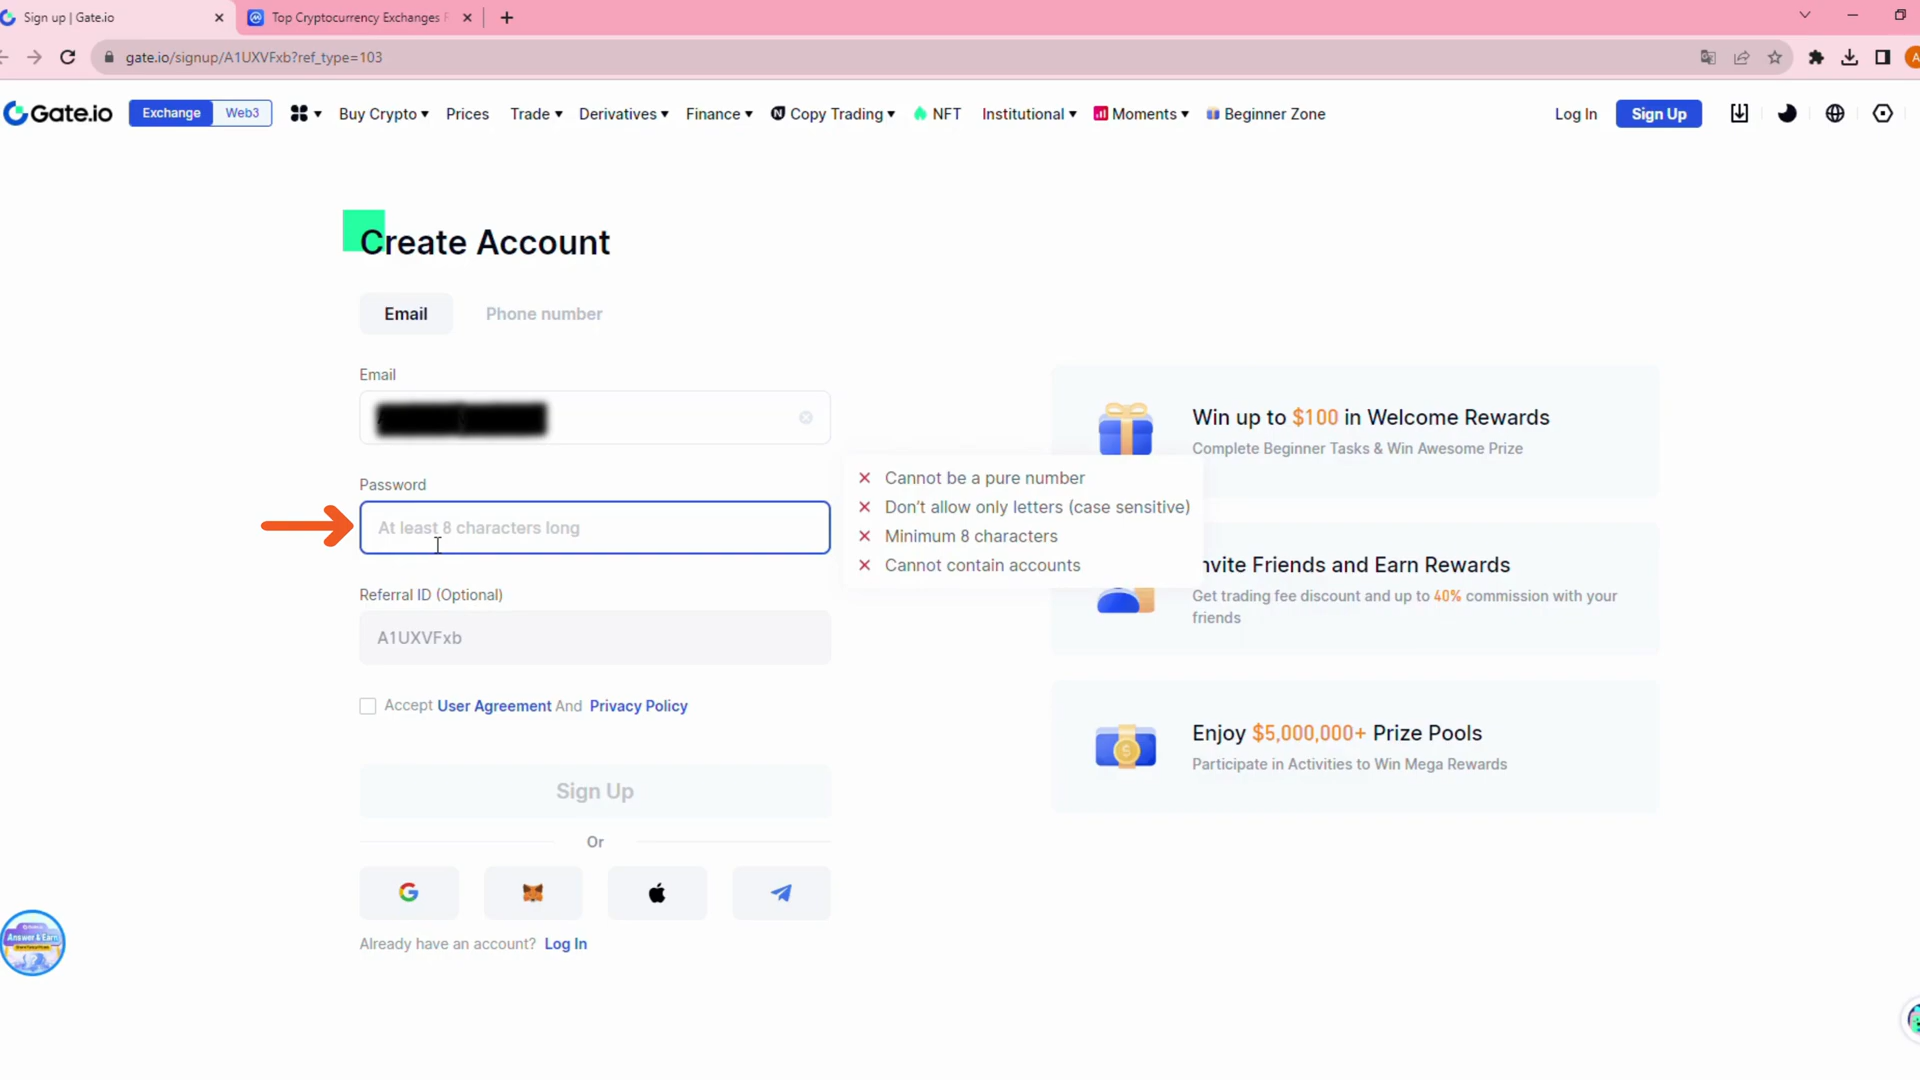 Sign up | Gate.io
Top Cryptocurrency Exchanges
gate.io/signup/A1UXVFxb?ref_type=103
Gate.io
Exchange
Web3
Buy Crypto
Prices
Trade
Derivatives
Finance
Copy Trading
NFT
Institutional
Moments
Beginner Zone
Log In
Sign Up
Create Account
Email
Phone number
Email
Password
At least 8 characters long
Cannot be a pure number
Don't allow only letters (case sensitive)
Minimum 8 characters
Cannot contain accounts
Referral ID (Optional)
A1UXVFxb
Accept User Agreement And Privacy Policy
Sign Up
Or
Already have an account? Log In
Win up to $100 in Welcome Rewards
Complete Beginner Tasks & Win Awesome Prize
nvite Friends and Earn Rewards
Get trading fee discount and up to 40% commission with your
friends
Enjoy $5,000,000+ Prize Pools
Participate in Activities to Win Mega Rewards
Answer & Earn